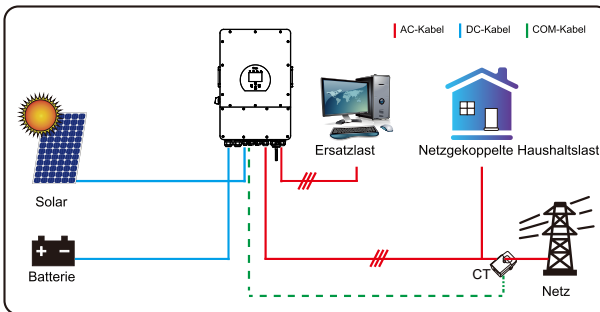 AC-Kabel
DC-Kabel
COM-Kabel
Ersatzlast
Netzgekoppelte Haushaltslast
Solar
Batterie
CT
Netz